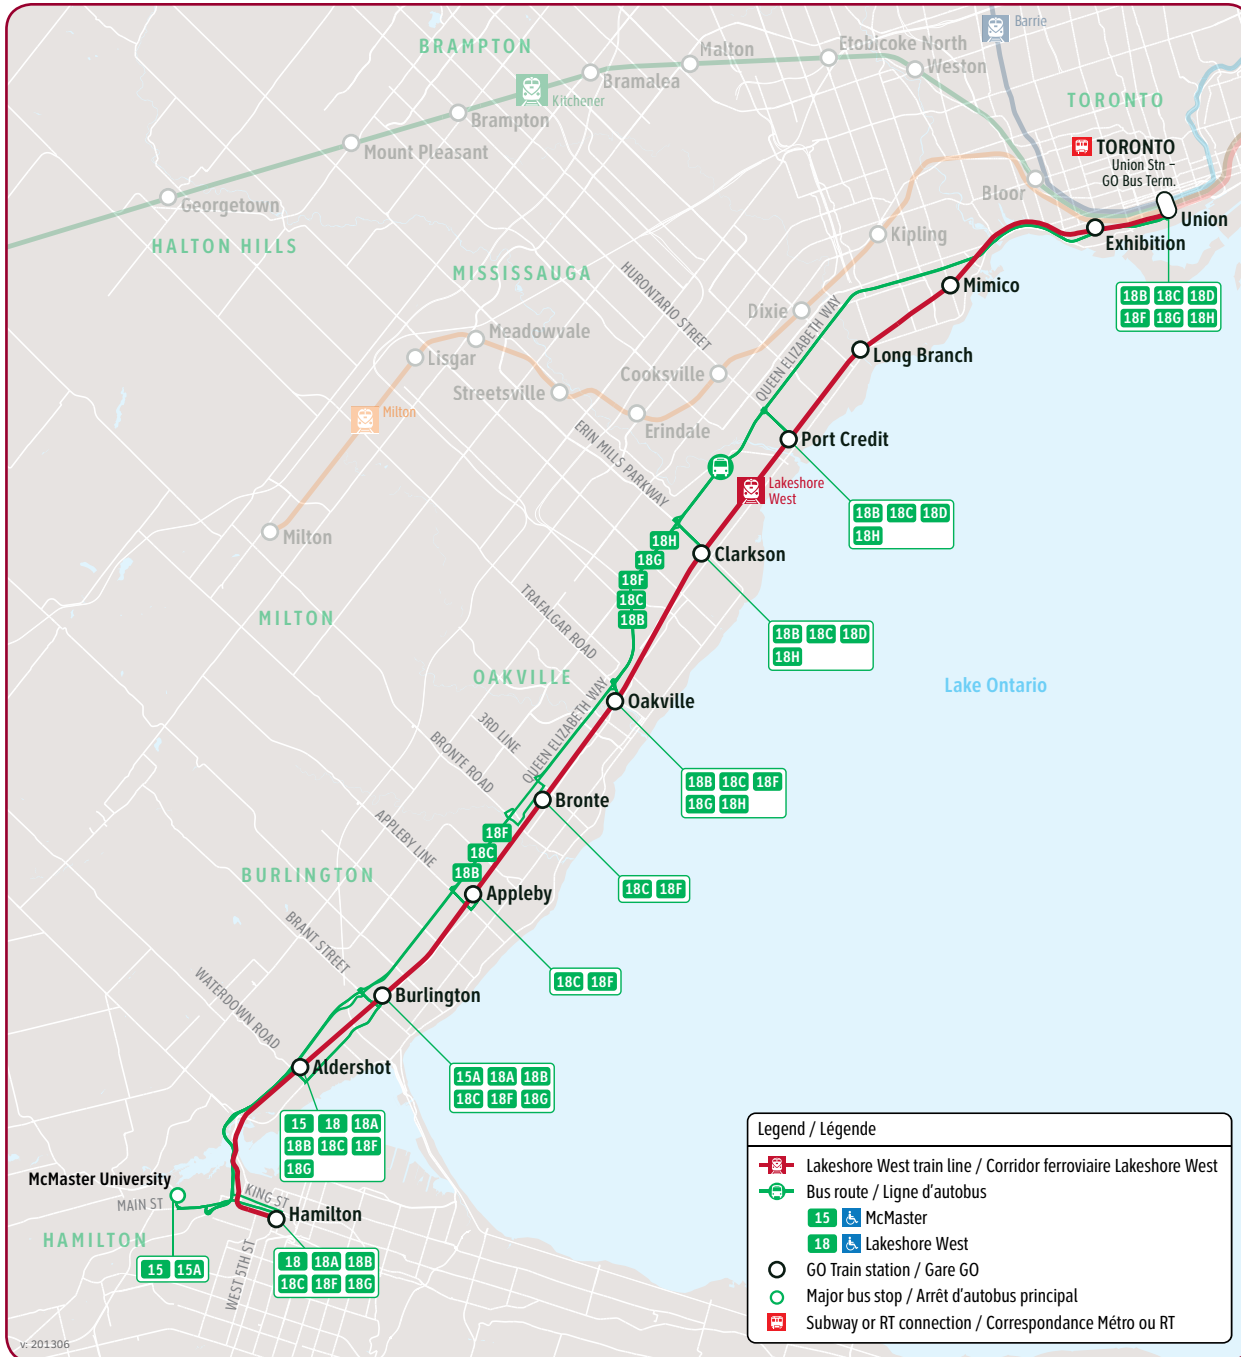 BRAMPTON
Barrie
Etobicoke North
Malton
Weston
Bramalea
Kitchener
TORONTO
Brampton
Mount Pleasant
TORONTO
Union Stn –
GO Bus Term.
Bloor
Georgetown
Union
Kipling
Exhibition
HALTON HILLS
MISSISSAUGA
HURONTARIO STREET
Mimico
18B 18C 18D
18F 18G 18H
Dixie
QUEEN ELIZABETH WAY
Meadowvale
Lisgar
Long Branch
Cooksville
Streetsville
Milton
Erindale
ERIN MILLS PARKWAY
Port Credit
Lakeshore
West
18B 18C 18D
18H
Milton
18H
18G
18F
18C
18B
Clarkson
TRAFALGAR ROAD
MILTON
18B 18C 18D
18H
OAKVILLE
QUEEN ELIZABETH WAY
Lake Ontario
Oakville
3RD LINE
BRONTE ROAD
18B 18C 18F
18G 18H
Bronte
APPLEBY LINE
18F
18C
18B
BURLINGTON
Appleby
18C 18F
BRANT STREET
18C 18F
WATERDOWN ROAD
Burlington
Aldershot
15A 18A 18B
18C 18F 18G
15 18 18A
18B 18C 18F
18G
McMaster University
MAIN ST
KING ST
Hamilton
HAMILTON
WEST 5TH ST
15 15A
18 18A 18B
18C 18F 18G
Legend / Légende
Lakeshore West train line / Corridor ferroviaire Lakeshore West
Bus route / Ligne d'autobus
15 McMaster
18 Lakeshore West
GO Train station / Gare GO
Major bus stop / Arrêt d'autobus principal
Subway or RT connection / Correspondance Métro ou RT
v: 201306